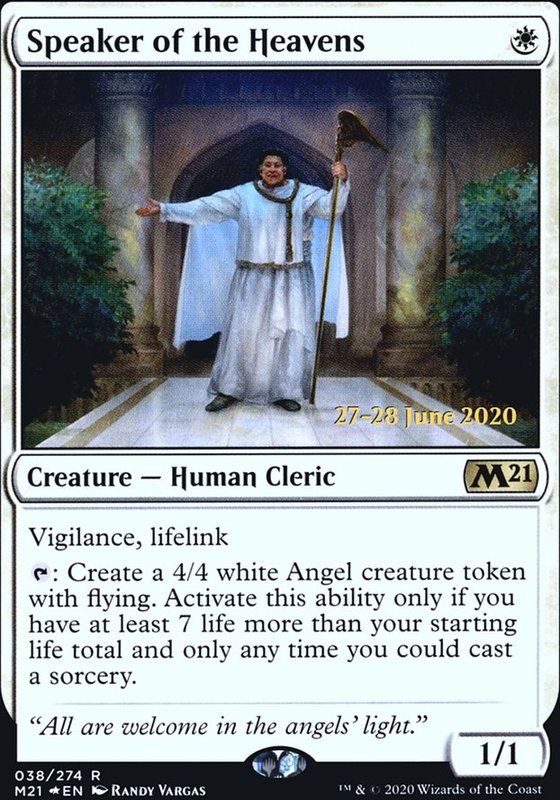 Speaker of the Heavens
27–28 June 2020
Creature — Human Cleric
M21
Vigilance, lifelink
: Create a 4/4 white Angel creature token
with flying. Activate this ability only if you
have at least 7 life more than your starting
life total and only any time you could cast
a sorcery.
“All are welcome in the angels’ light.”
1/1
038/274 R
M21 ★ EN RANDY VARGAS
™ & © 2020 Wizards of the Coast